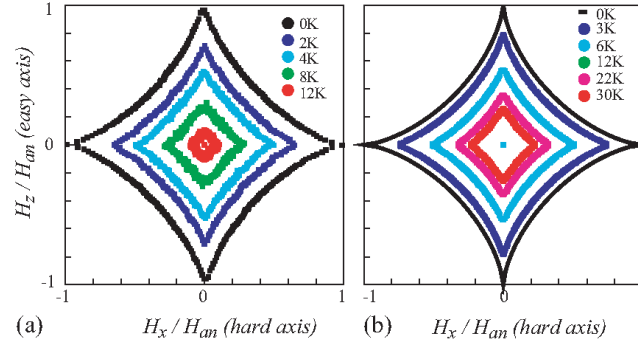 1
0K
2K
4K
8K
12K
0K
3K
6K
12K
22K
30K
H_z / H_an (easy axis)
0
-1
-1 0 1
-1 0
(a) H_x / H_an (hard axis)
(b) H_x / H_an (hard axis)